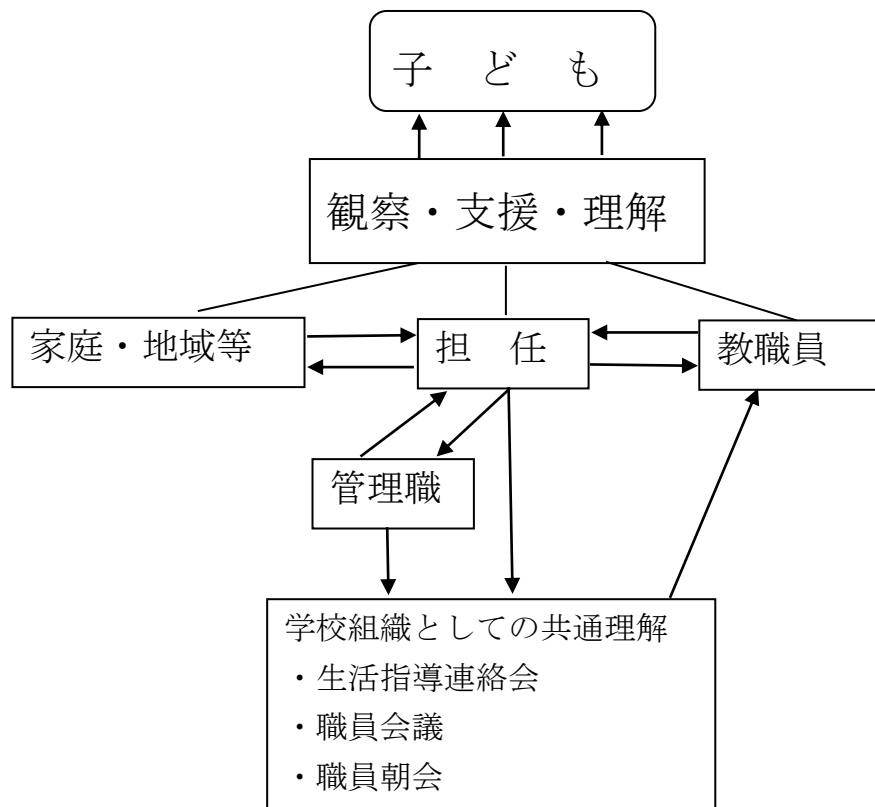 子　ど　も
観察・支援・理解
家庭・地域等
担　任
教職員
管理職
学校組織としての共通理解
・生活指導連絡会
・職員会議
・職員朝会